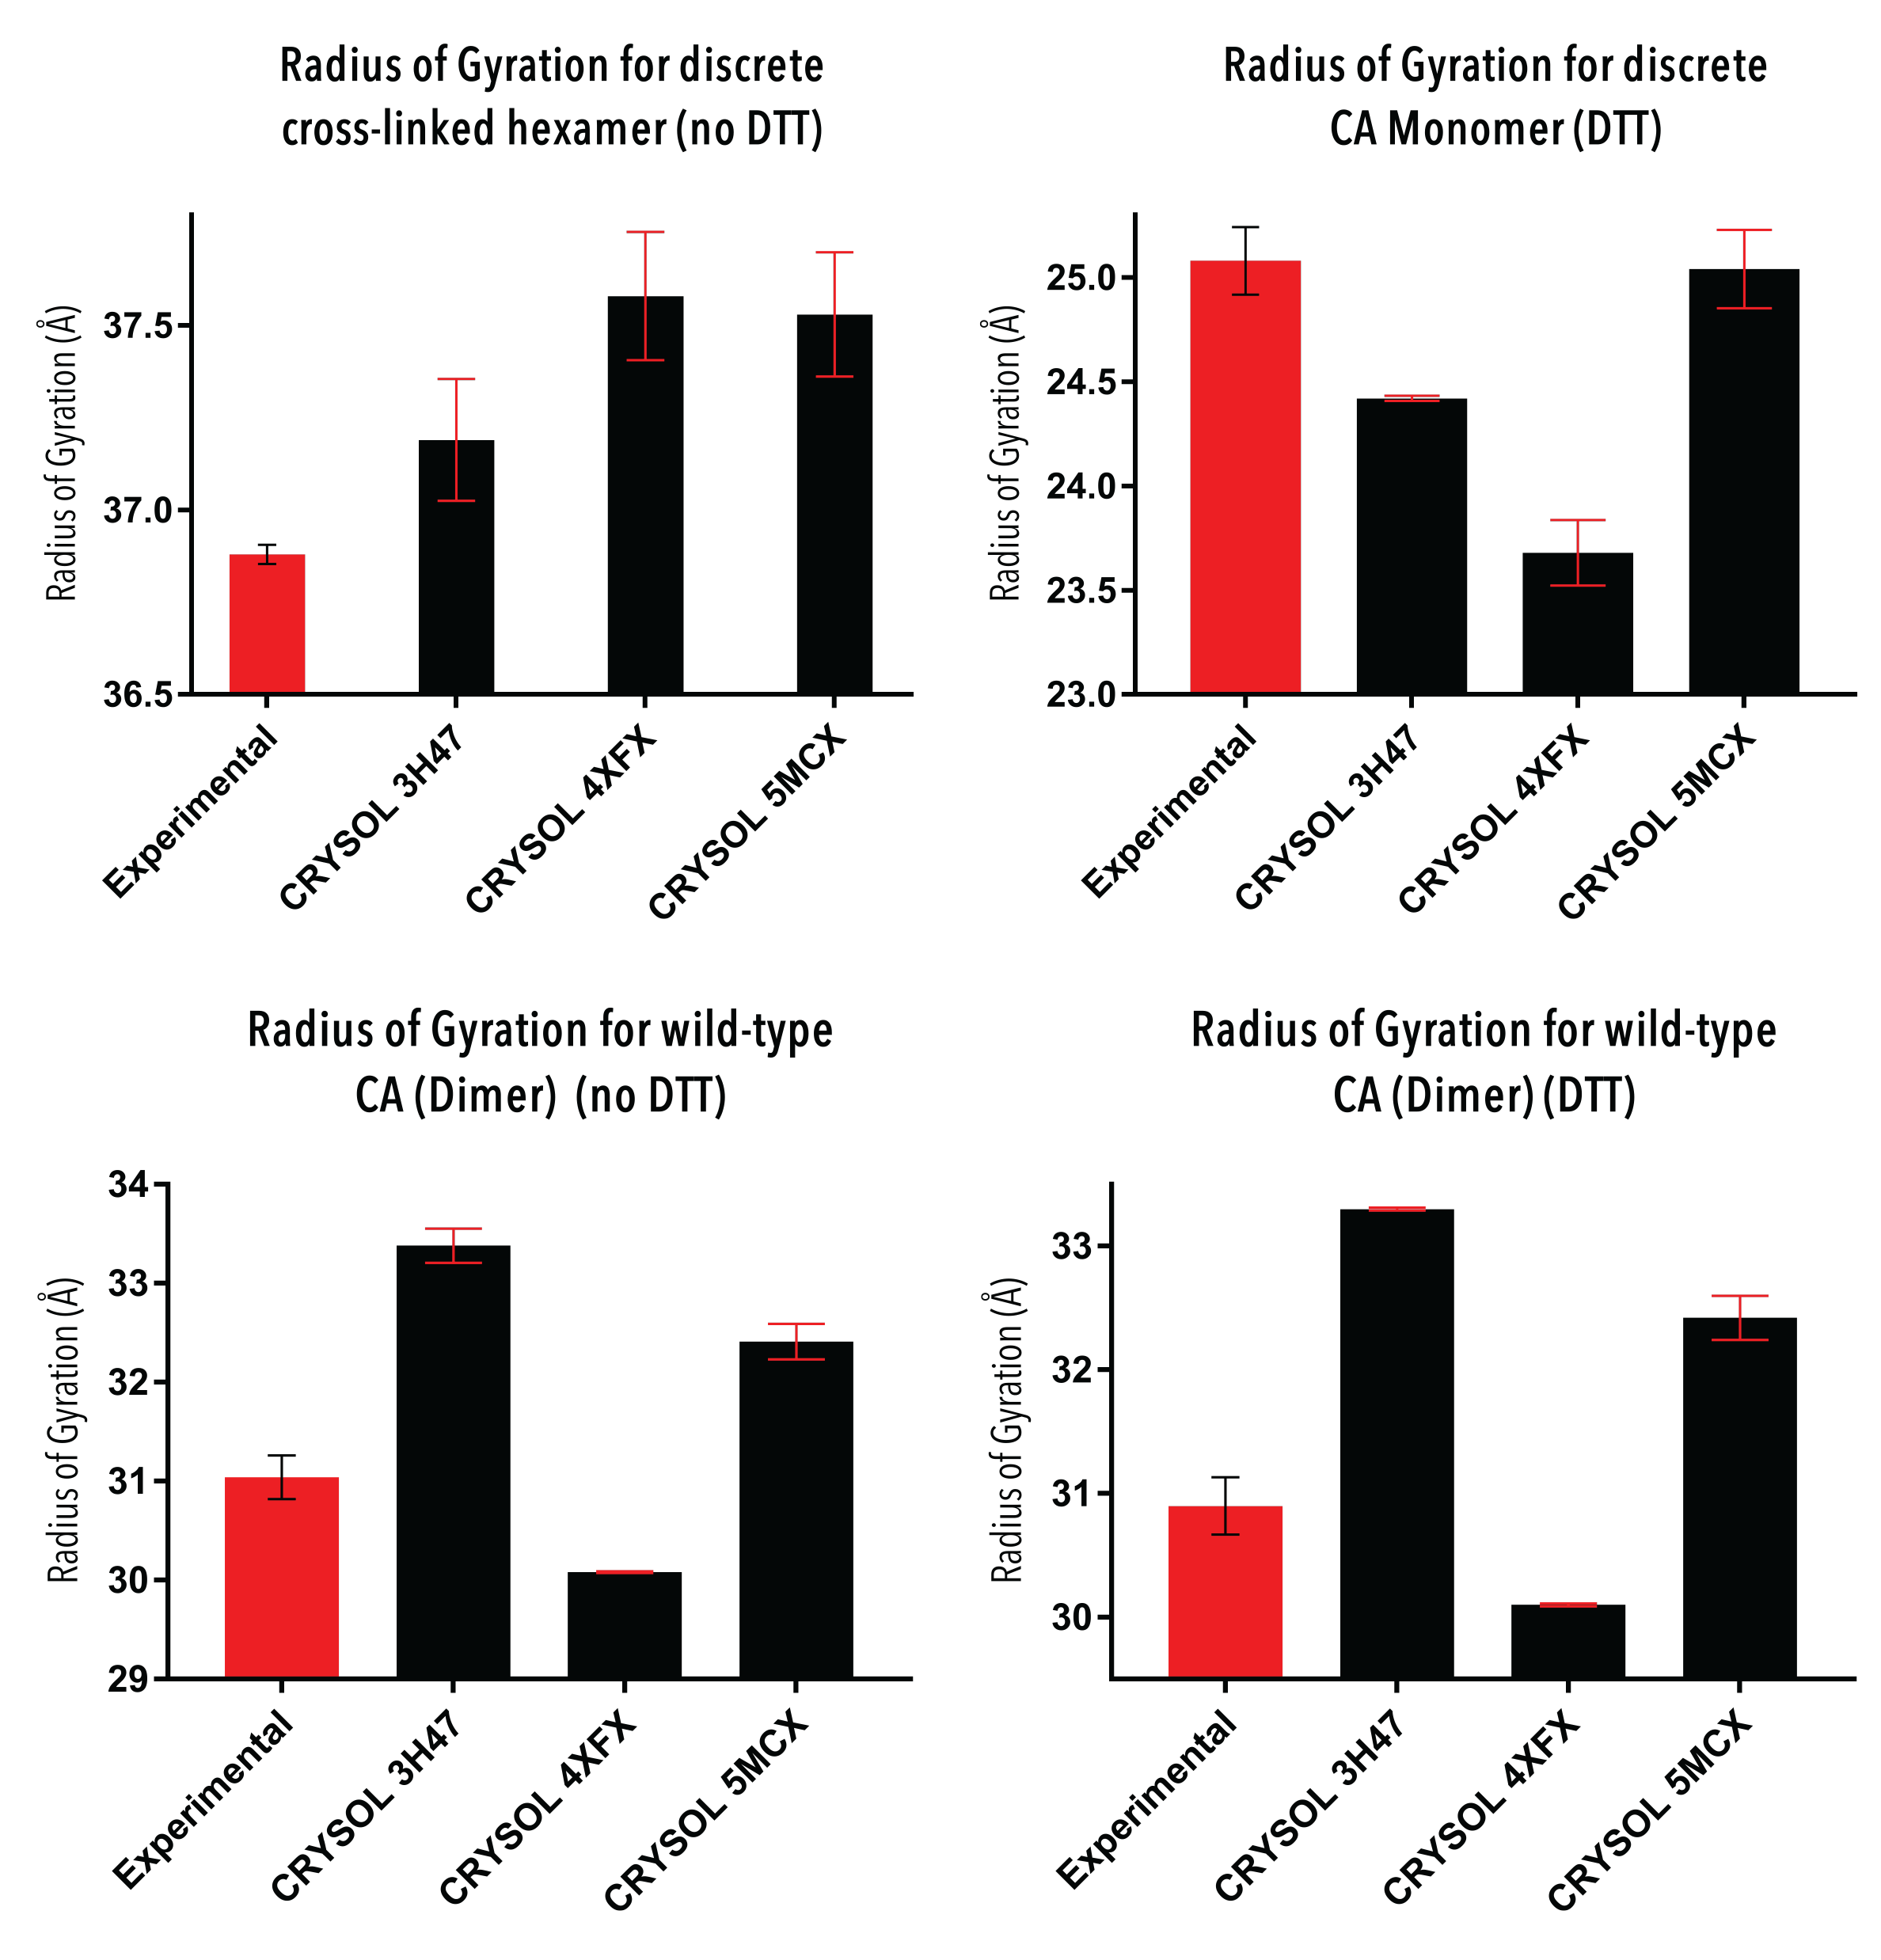 Radius of Gyration for discrete
cross-linked hexamer (no DTT)
Radius of Gyration (Å)
37.5
37.0
36.5
Experimental
CRYSOL 3H47
CRYSOL 4XFX
CRYSOL 5MCX
Radius of Gyration for discrete
CA Monomer (DTT)
Radius of Gyration (Å)
25.0
24.5
24.0
23.5
23.0
Experimental
CRYSOL 3H47
CRYSOL 4XFX
CRYSOL 5MCX
Radius of Gyration for wild-type
CA (Dimer) (no DTT)
Radius of Gyration (Å)
34
33
32
31
30
29
Experimental
CRYSOL 3H47
CRYSOL 4XFX
CRYSOL 5MCX
Radius of Gyration for wild-type
CA (Dimer) (DTT)
Radius of Gyration (Å)
33
32
31
30
Experimental
CRYSOL 3H47
CRYSOL 4XFX
CRYSOL 5MCX